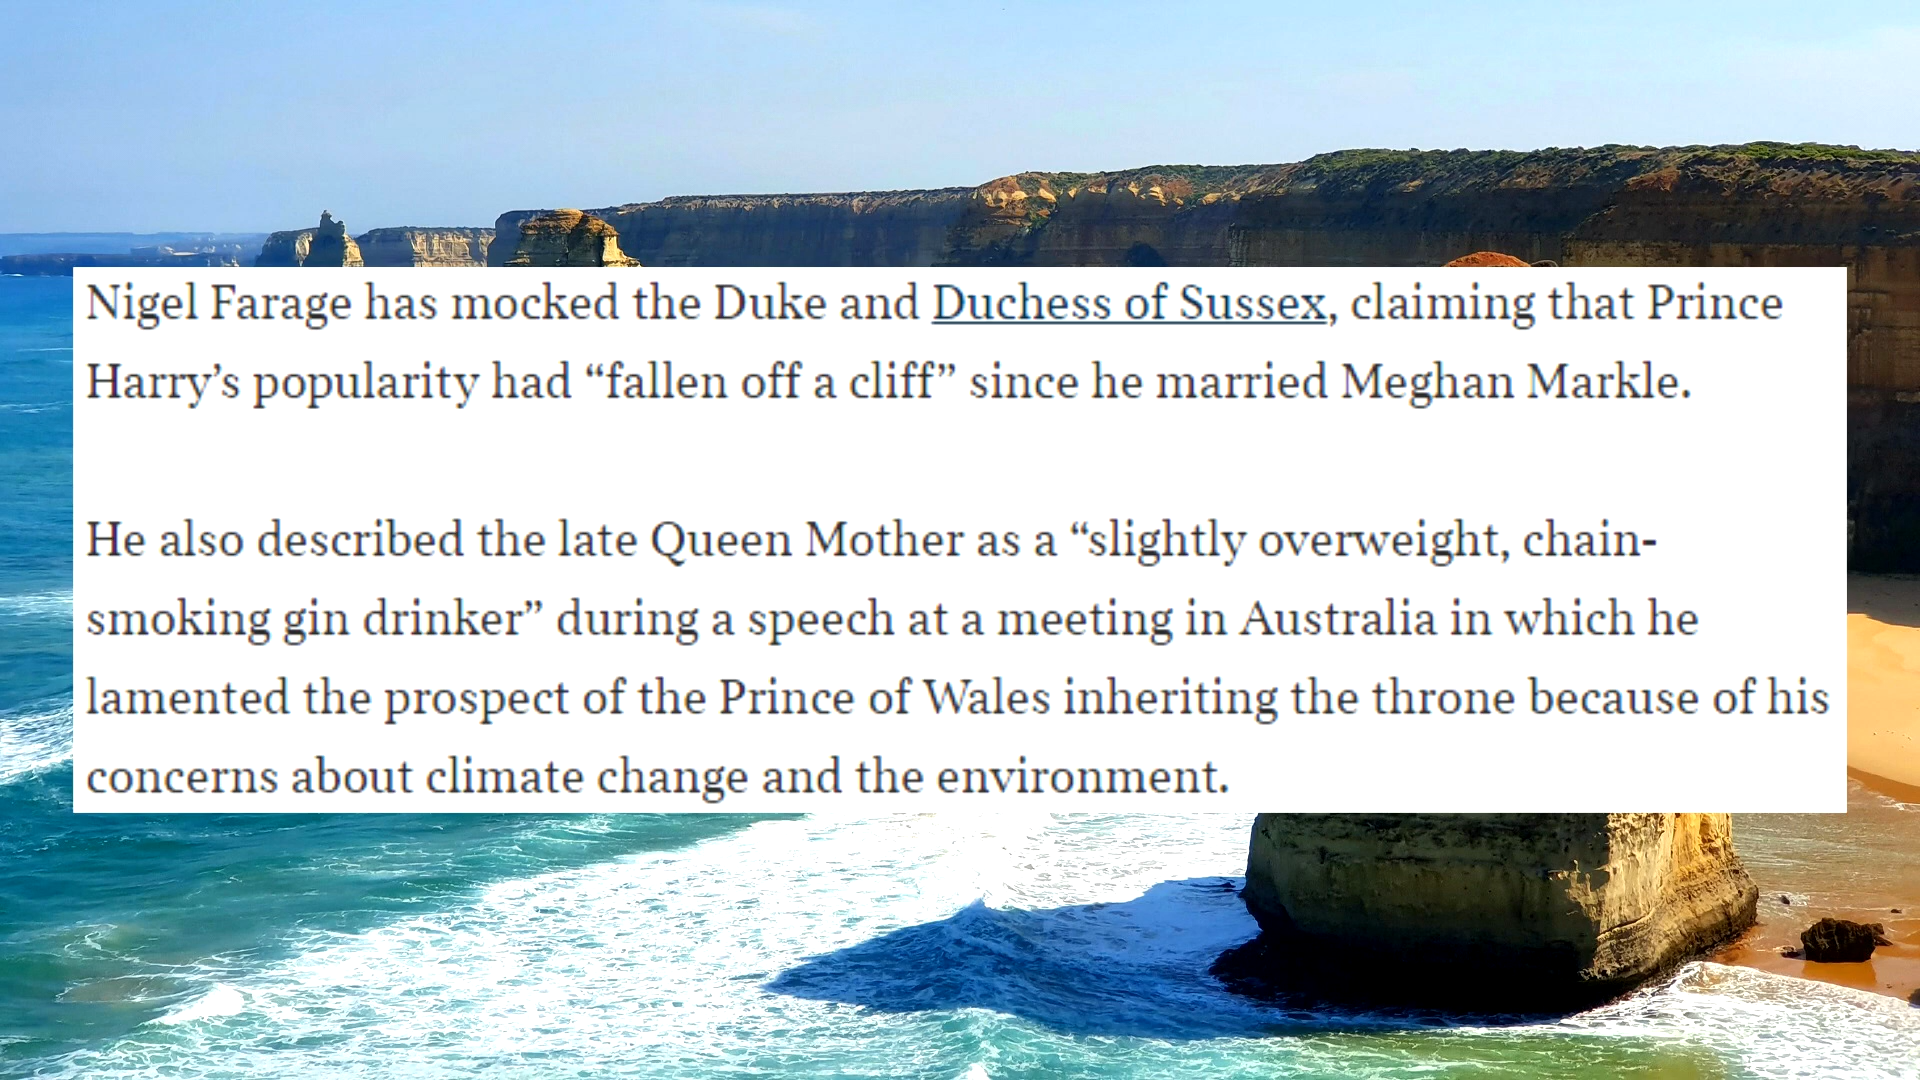 Nigel Farage has mocked the Duke and Duchess of Sussex, claiming that Prince
Harry’s popularity had “fallen off a cliff” since he married Meghan Markle.
He also described the late Queen Mother as a “slightly overweight, chain-
smoking gin drinker” during a speech at a meeting in Australia in which he
lamented the prospect of the Prince of Wales inheriting the throne because of his
concerns about climate change and the environment.